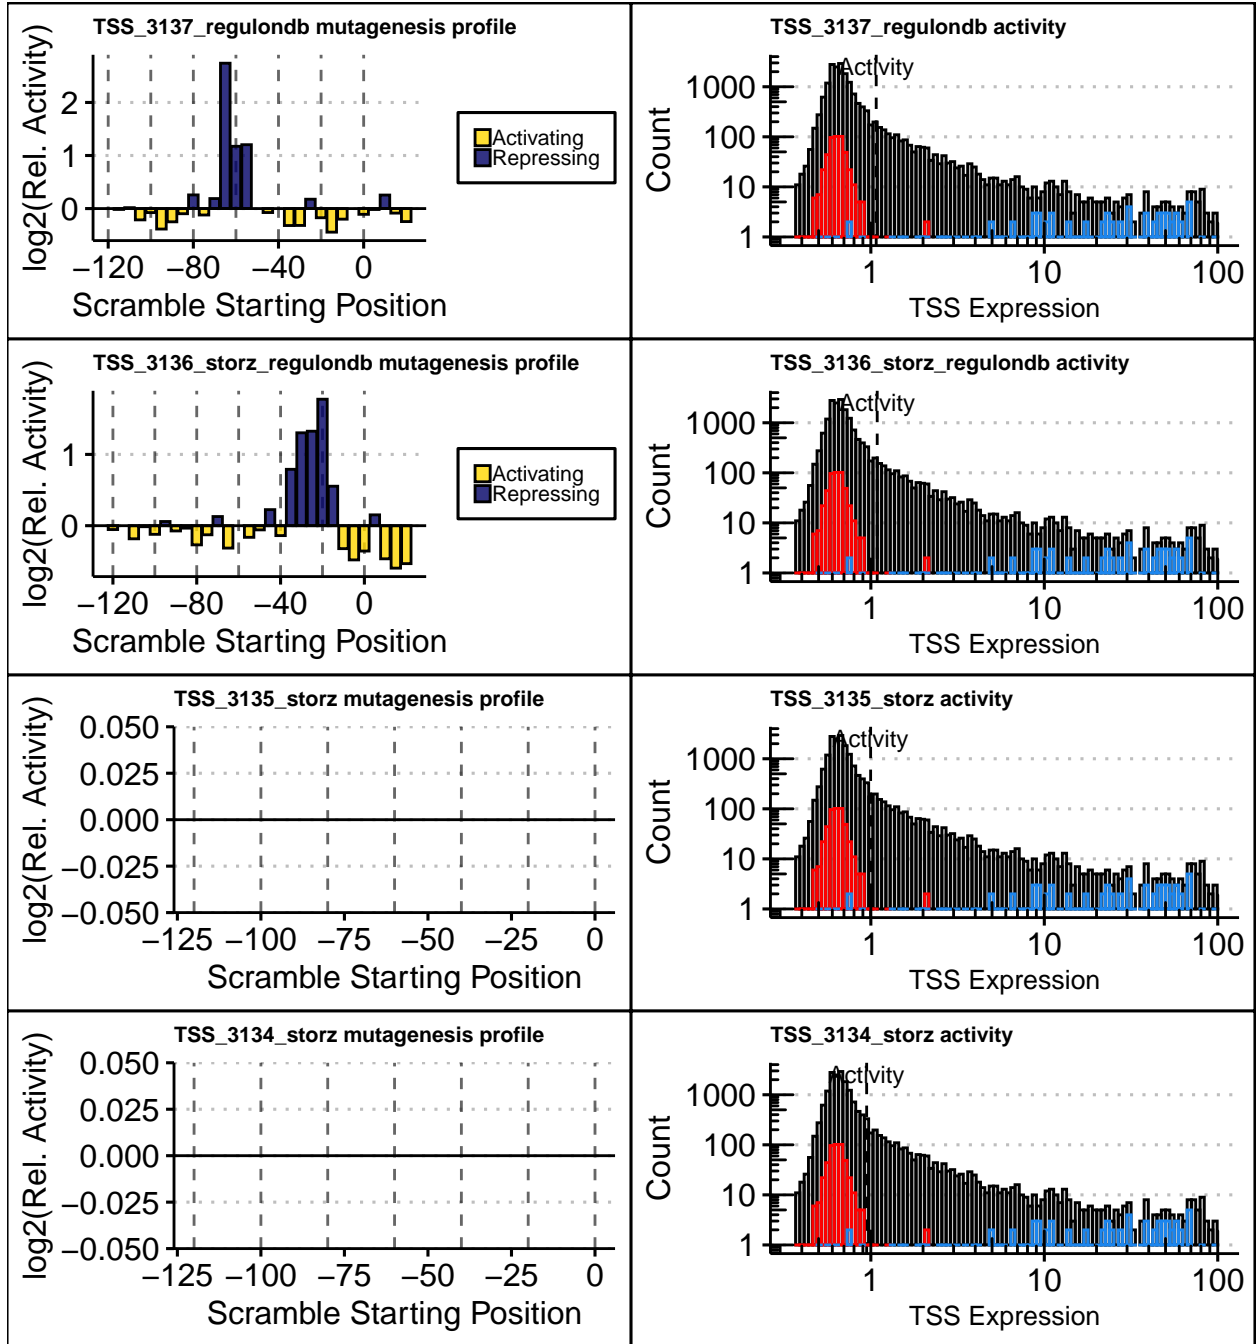 TSS_3137_regulondb mutagenesis profile
log2(Rel. Activity)
2
1
0
−120 −80 −40 0
Scramble Starting Position
Activating
Repressing
TSS_3137_regulondb activity
Activity
Count
1000
100
10
1
1 10 100
TSS Expression
TSS_3136_storz_regulondb mutagenesis profile
log2(Rel. Activity)
1
0
−120 −80 −40 0
Scramble Starting Position
Activating
Repressing
TSS_3136_storz_regulondb activity
Activity
Count
1000
100
10
1
1 10 100
TSS Expression
TSS_3135_storz mutagenesis profile
log2(Rel. Activity)
0.050
0.025
0.000
−0.025
−0.050
−125 −100 −75 −50 −25 0
Scramble Starting Position
TSS_3135_storz activity
Activity
Count
1000
100
10
1
1 10 100
TSS Expression
TSS_3134_storz mutagenesis profile
log2(Rel. Activity)
0.050
0.025
0.000
−0.025
−0.050
−125 −100 −75 −50 −25 0
Scramble Starting Position
TSS_3134_storz activity
Activity
Count
1000
100
10
1
1 10 100
TSS Expression